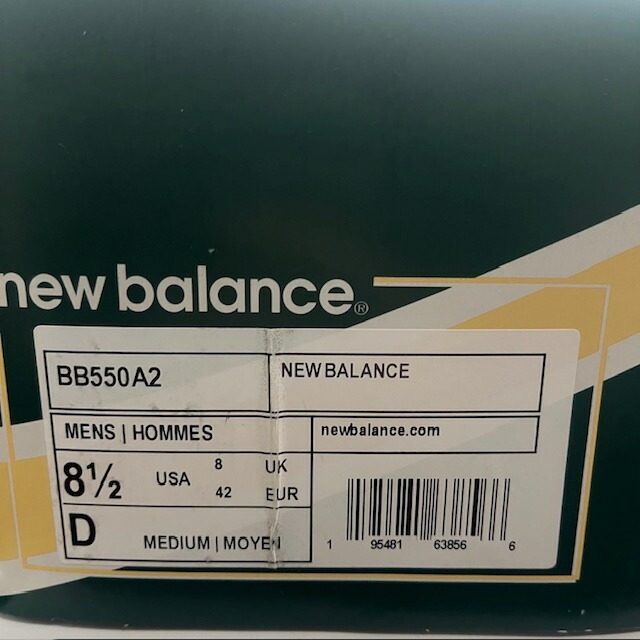 new balance®
BB550A2
NEW BALANCE
MENS | HOMMES
newbalance.com
8½ USA 8 UK
42 EUR
D MEDIUM | MOYEN
1 95481 63856 6